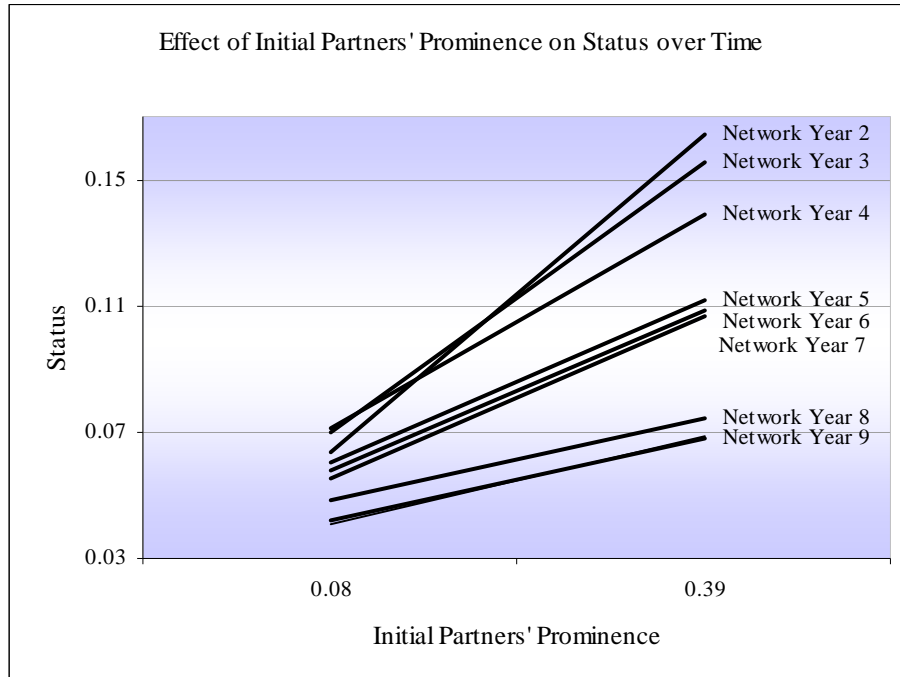 Effect of Initial Partners' Prominence on Status over Time
Network Year 2
Network Year 3
Network Year 4
Network Year 5
Network Year 6
Network Year 7
Network Year 8
Network Year 9
0.15
0.11
0.07
0.03
Status
0.08
0.39
Initial Partners' Prominence